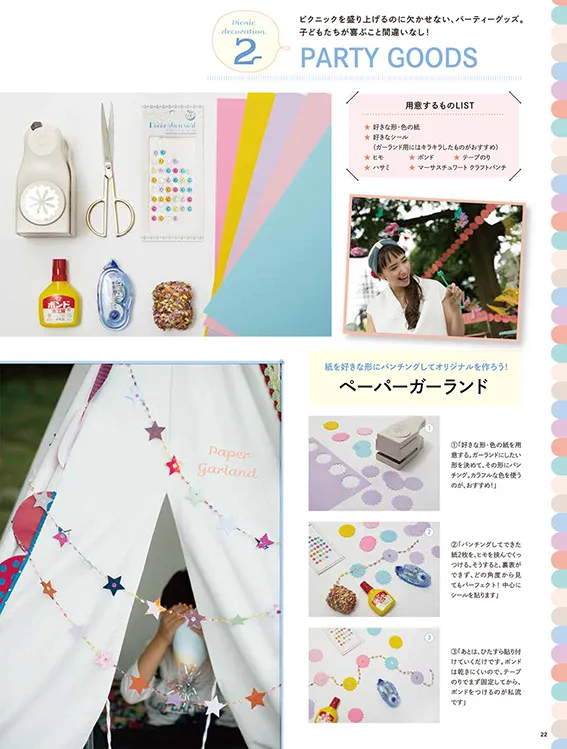 Picnic
decoration
2
ピクニックを盛り上げるのに欠かせない、パーティーグッズ。
子どもたちが喜ぶこと間違いなし!
PARTY GOODS
用意するものLIST
★ 好きな形・色の紙
★ 好きなシール
(ガーランド用にはキラキラしたものがおすすめ)
★ ヒモ ★ ボンド ★ テープのり
★ ハサミ ★ マーサスチュワート クラフトパンチ
Decoration seal
ボンド
木工用
紙を好きな形にパンチングしてオリジナルを作ろう!
ペーパーガーランド
Paper
Garland
1
①「好きな形・色の紙を用
意する。ガーランドにしたい
形を決めて、その形にパン
チング。カラフルな色を使う
のが、おすすめ!」
2
②「パンチングしてできた
紙2枚を、ヒモを挟んでくっ
つける。そうすると、裏表が
できず、どの角度から見
てもパーフェクト! 中心に
シールを貼ります」
3
③「あとは、ひたすら貼り付
けていくだけです。ボンド
は乾きにくいので、テープ
のりでまず固定してから、
ボンドをつけるのが私流
です」
22